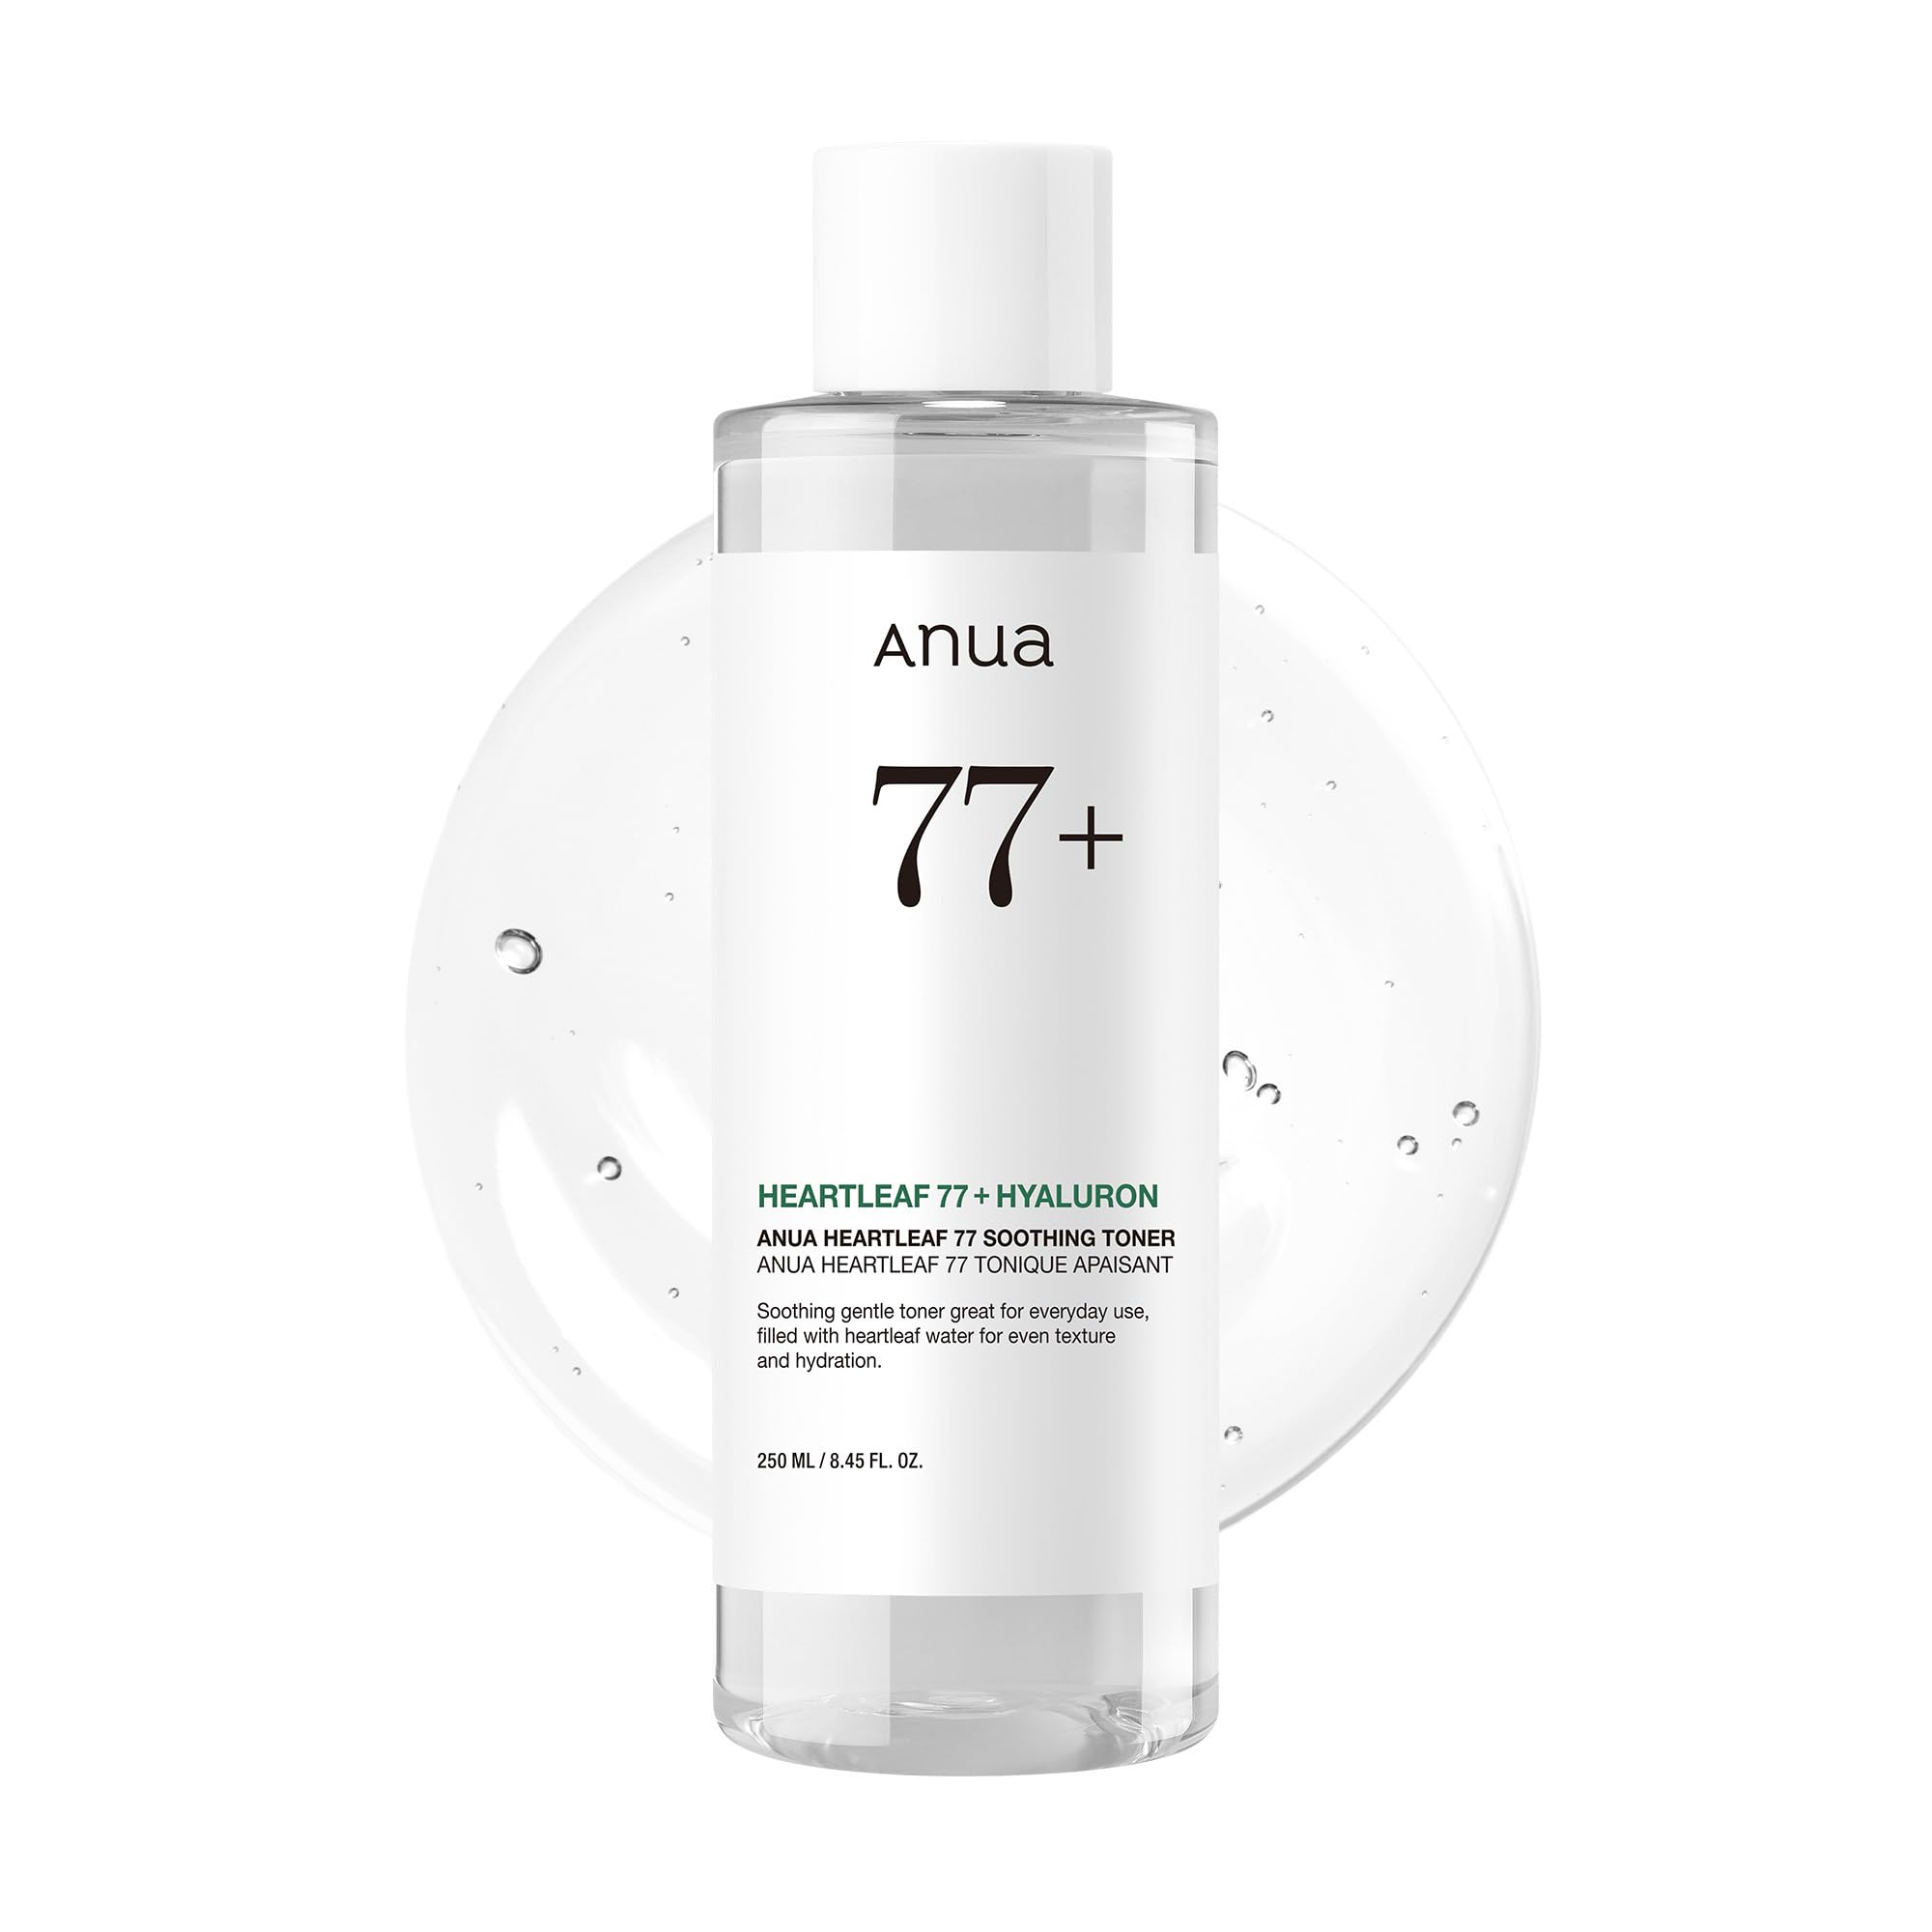 Anua
77+
HEARTLEAF 77 + HYALURON
ANUA HEARTLEAF 77 SOOTHING TONER
ANUA HEARTLEAF 77 TONIQUE APAISANT
Soothing gentle toner great for everyday use,
filled with heartleaf water for even texture
and hydration.
250 ML / 8.45 FL. OZ.